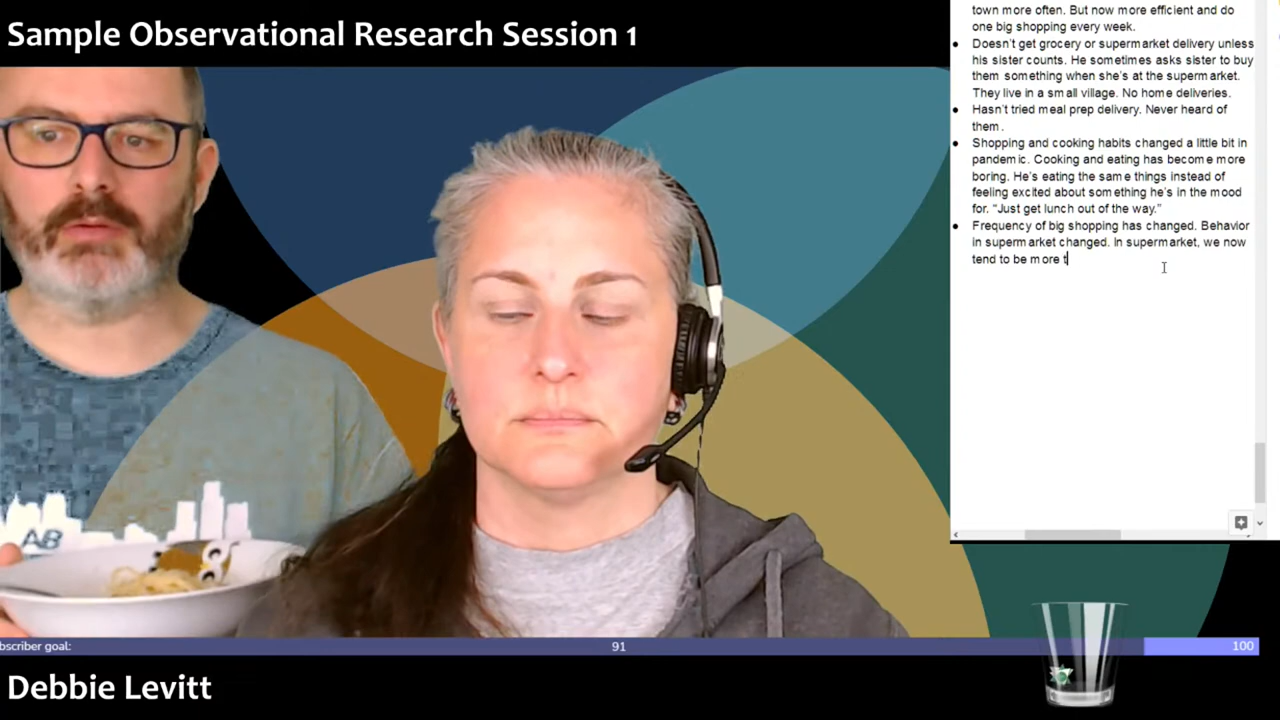 Sample Observational Research Session 1
town more often. But now more efficient and do
one big shopping every week.
● Doesn't get grocery or supermarket delivery unless
his sister counts. He sometimes asks sister to buy
them something when she's at the supermarket.
They live in a small village. No home deliveries.
● Hasn't tried meal prep delivery. Never heard of
them.
● Shopping and cooking habits changed a little bit in
pandemic. Cooking and eating has become more
boring. He's eating the same things instead of
feeling excited about something he's in the mood
for. "Just get lunch out of the way."
● Frequency of big shopping has changed. Behavior
in supermarket changed. In supermarket, we now
tend to be more t
AB
bscriber goal:
91
100
Debbie Levitt